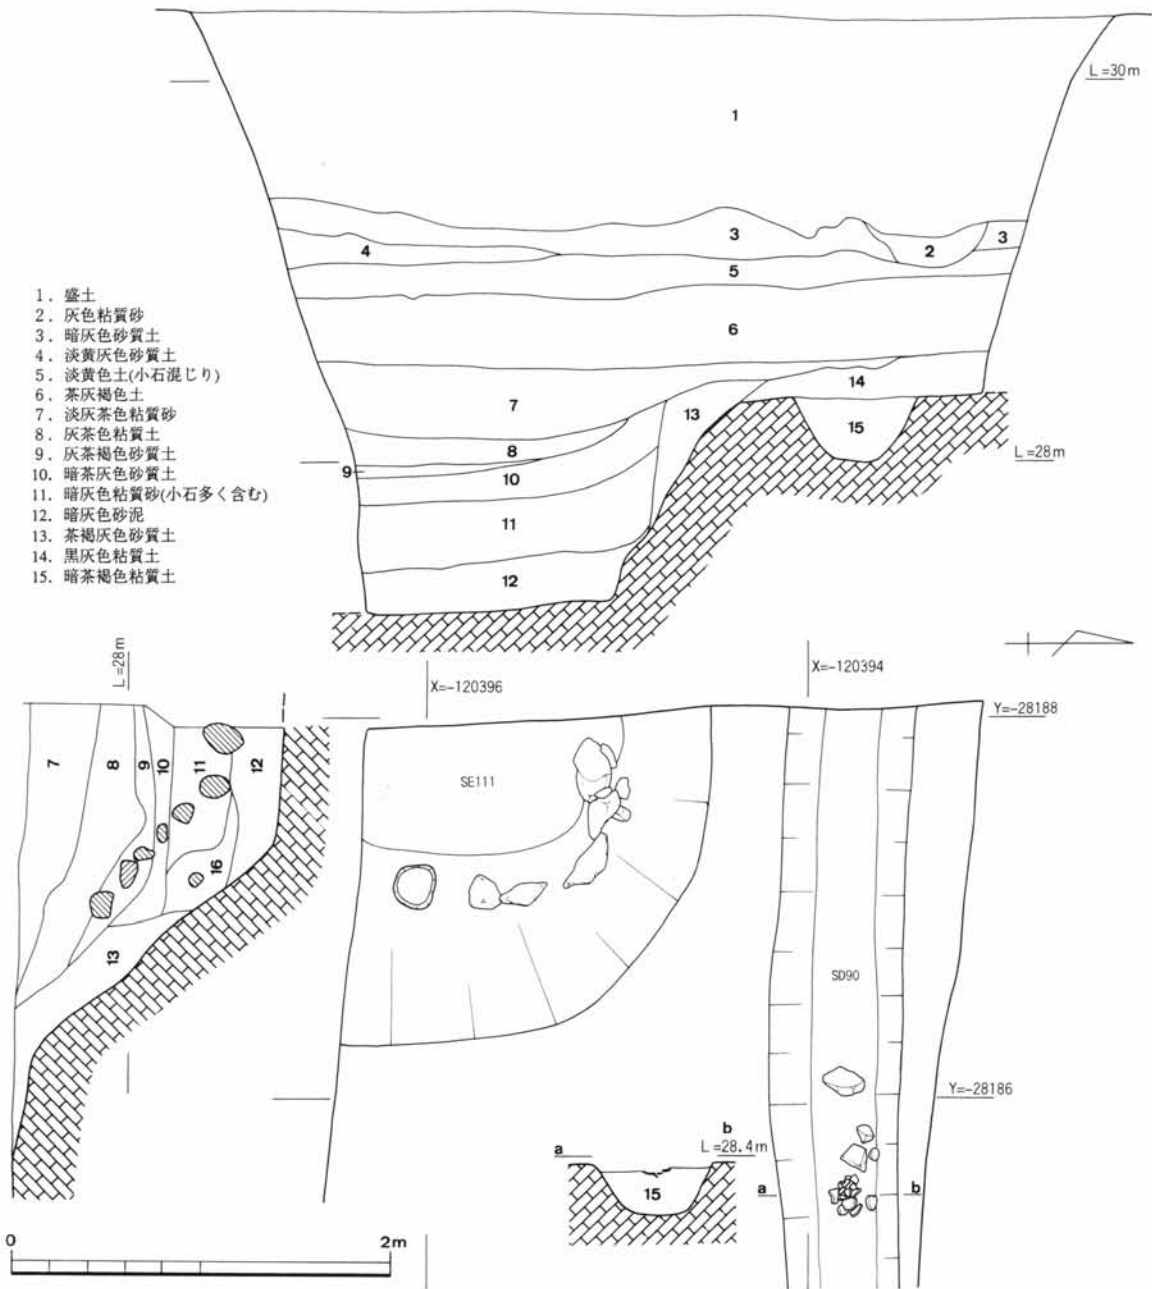 L=30m
1
3
2
3
4
5
6
14
7
13
15
8
9
10
L=28m
11
12
1. 盛土
2. 灰色粘質砂
3. 暗灰色砂質土
4. 淡黄灰色砂質土
5. 淡黄色土(小石混じり)
6. 茶灰褐色土
7. 淡灰茶色粘質砂
8. 灰茶色粘質土
9. 灰茶褐色砂質土
10. 暗茶灰色砂質土
11. 暗灰色粘質砂(小石多く含む)
12. 暗灰色砂泥
13. 茶褐灰色砂質土
14. 黒灰色粘質土
15. 暗茶褐色粘質土
L=28m
X=-120396
X=-120394
Y=-28188
7
8
9
10
11
12
16
13
SE111
SD90
Y=-28186
a
b
L=28.4m
15
a
b
0
2m